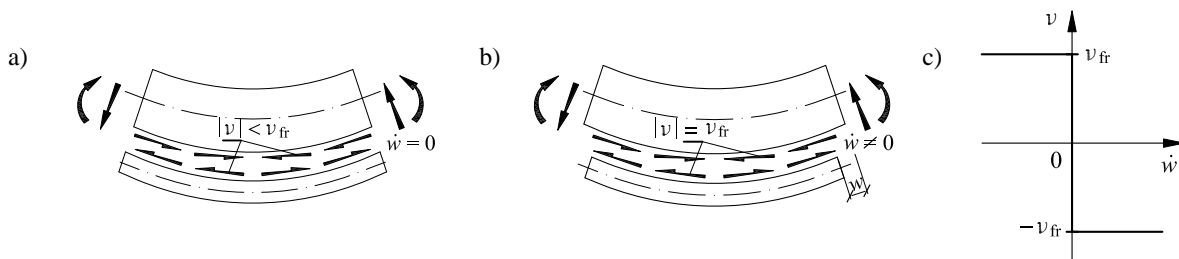 a)
|ν| < ν_fr
ẇ = 0
b)
|ν| = ν_fr
ẇ ≠ 0
w
c)
ν
ν_fr
0
ẇ
−ν_fr